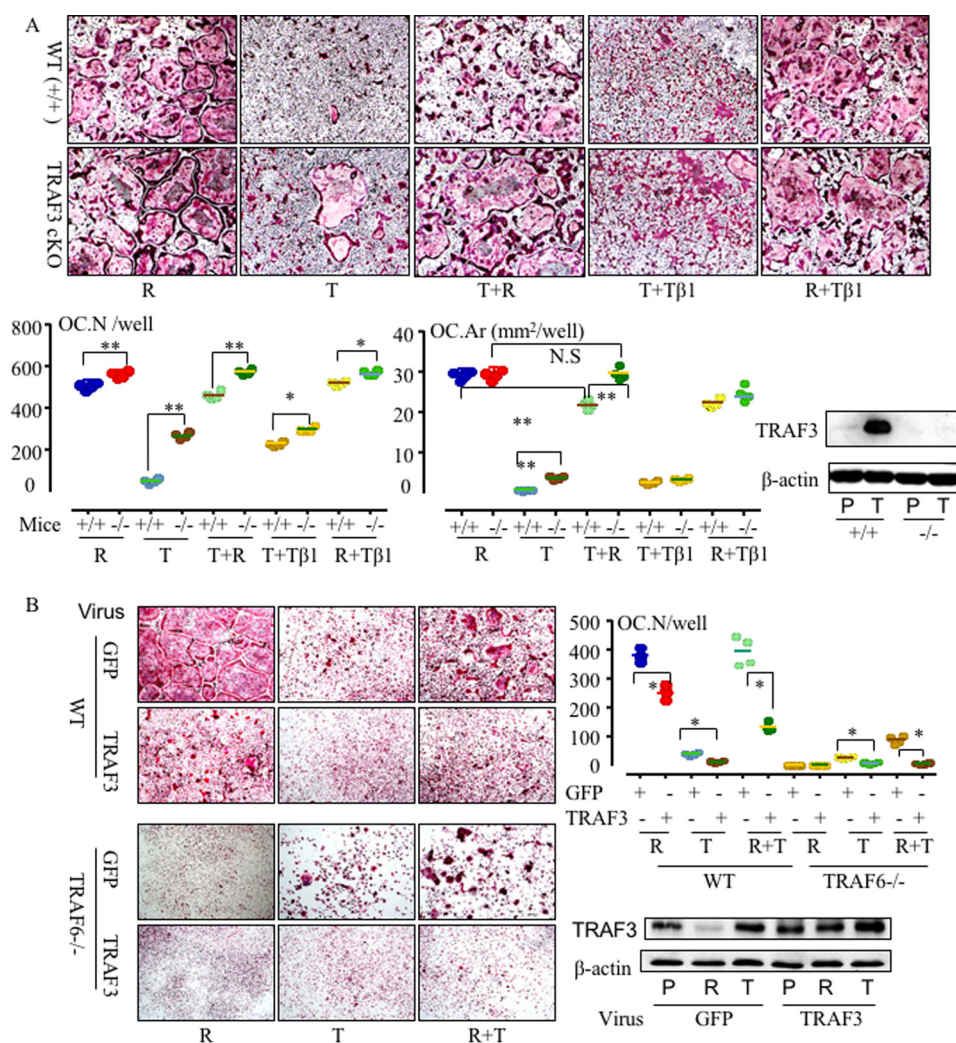 A
WT (+/+)
TRAF3 cKO
R T T+R T+Tβ1 R+Tβ1
OC.N /well
800
600
400
200
0
** ** ** * *
Mice +/+ -/- +/+ -/- +/+ -/- +/+ -/- +/+ -/-
R T T+R T+Tβ1 R+Tβ1
OC.Ar (mm²/well)
40
30
20
10
0
N.S
**
**
**
+/+ -/- +/+ -/- +/+ -/- +/+ -/- +/+ -/-
R T T+R T+Tβ1 R+Tβ1
TRAF3
β-actin
P T P T
+/+ -/-
B
Virus
GFP
TRAF3
WT
GFP
TRAF3
TRAF6-/-
R T R+T
OC.N/well
500
400
300
200
100
0
* * * * *
GFP + - + - + - + - + - + -
TRAF3 - + - + - + - + - + - +
R T R+T R T R+T
WT TRAF6-/-
TRAF3
β-actin
P R T P R T
Virus GFP TRAF3